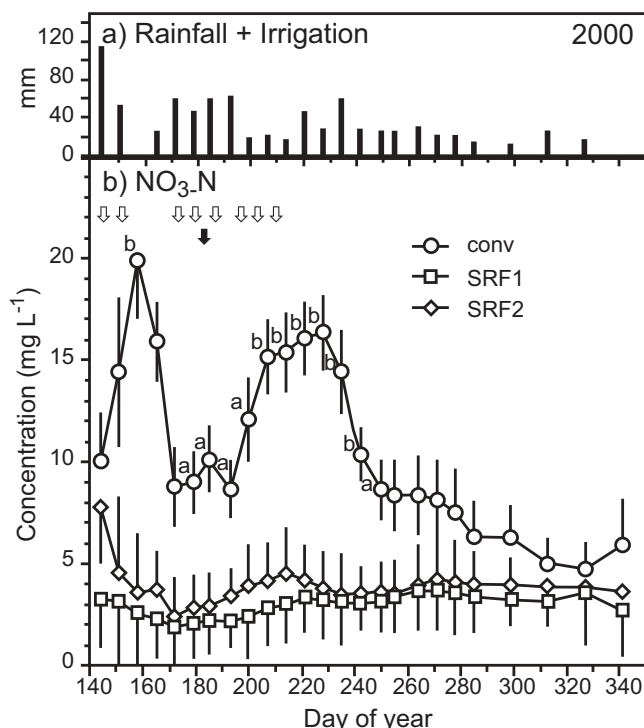 a) Rainfall + Irrigation 2000
120
80
40
0
mm
b) NO₃-N
conv
SRF1
SRF2
20
15
10
5
0
Concentration (mg L⁻¹)
b
a
a
a
a
b
b
b
b
b
b
a
140 160 180 200 220 240 260 280 300 320 340
Day of year